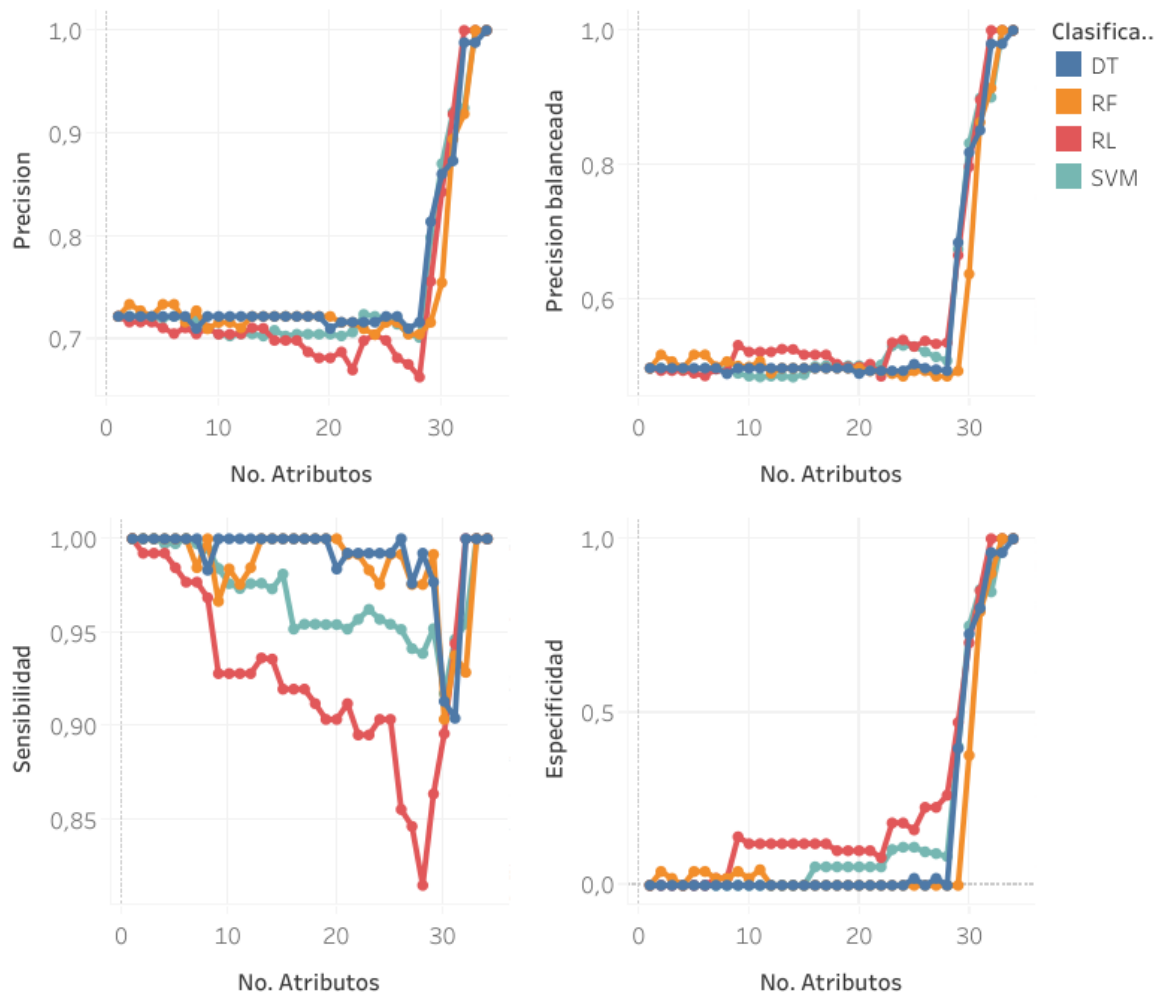 Precision
1,0
0,9
0,8
0,7
0
10
20
30
No. Atributos
Precision balanceada
1,0
0,8
0,6
0
10
20
30
No. Atributos
Clasifica..
DT
RF
RL
SVM
Sensibilidad
1,00
0,95
0,90
0,85
0
10
20
30
No. Atributos
Especificidad
1,0
0,5
0,0
0
10
20
30
No. Atributos